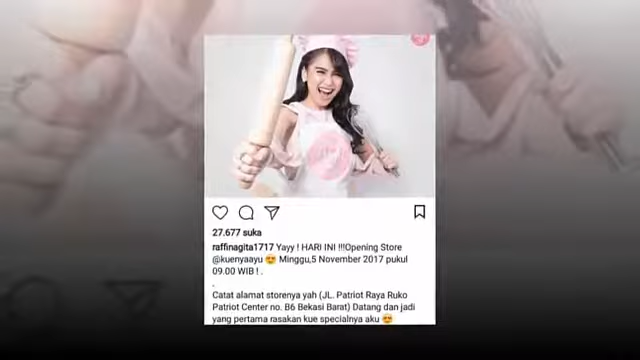 27.677 suka
raffinagita1717 Yayy ! HARI INI !!!Opening Store
@kuenyaayu 😍 Minggu,5 November 2017 pukul
09.00 WIB ! .
.
Catat alamat storenya yah (JL. Patriot Raya Ruko
Patriot Center no. B6 Bekasi Barat) Datang dan jadi
yang pertama rasakan kue specialnya aku 😍